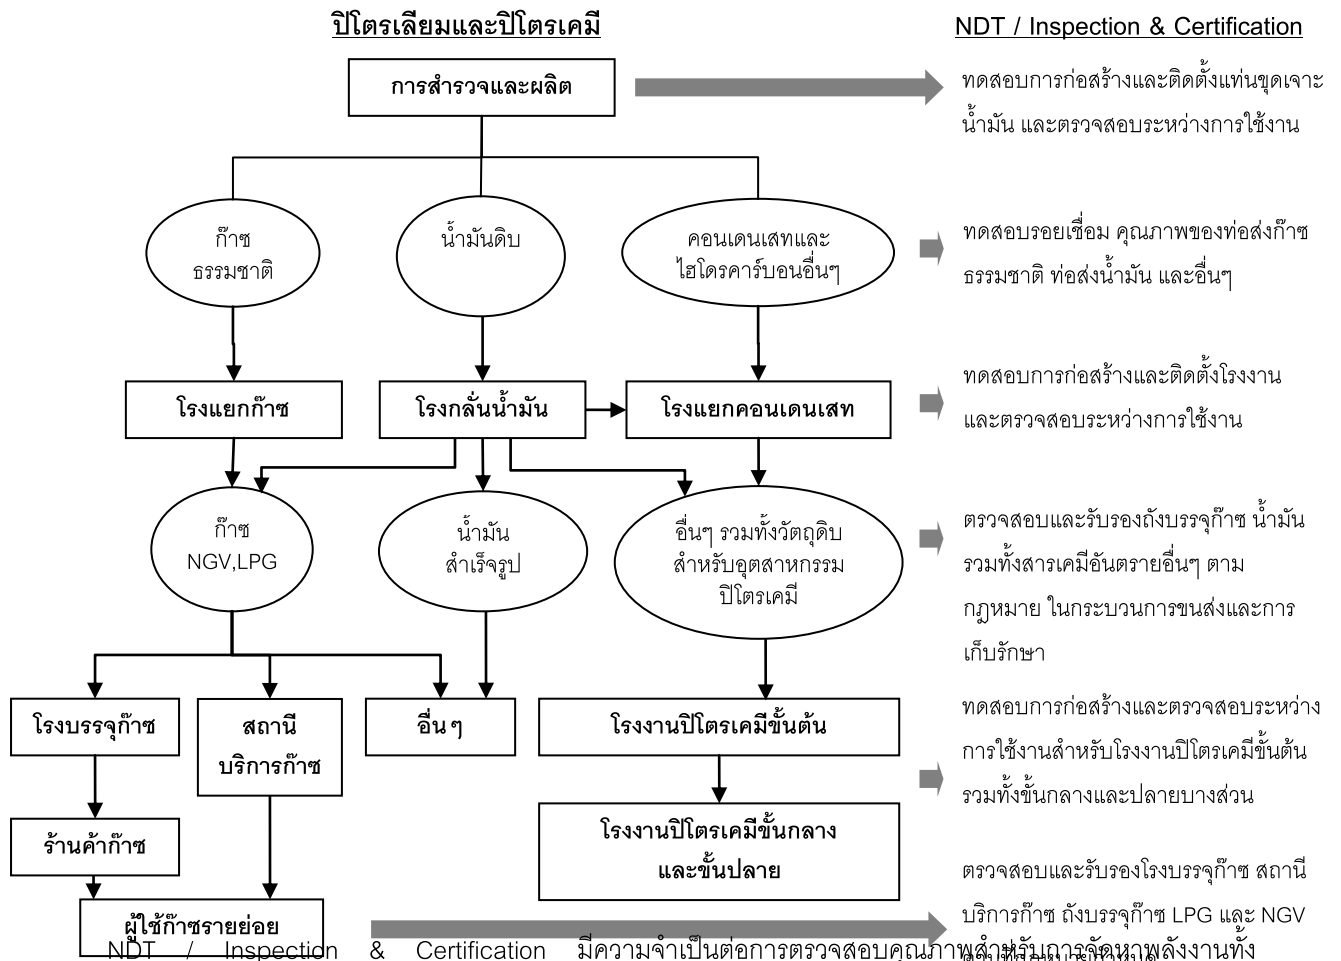 ปิโตรเลียมและปิโตรเคมี
NDT / Inspection & Certification
การสำรวจและผลิต
ทดสอบการก่อสร้างและติดตั้งแท่นขุดเจาะ
น้ำมัน และตรวจสอบระหว่างการใช้งาน
ก๊าซ
ธรรมชาติ
น้ำมันดิบ
คอนเดนเสทและ
ไฮโดรคาร์บอนอื่นๆ
ทดสอบรอยเชื่อม คุณภาพของท่อส่งก๊าซ
ธรรมชาติ ท่อส่งน้ำมัน และอื่นๆ
โรงแยกก๊าซ
โรงกลั่นน้ำมัน
โรงแยกคอนเดนเสท
ทดสอบการก่อสร้างและติดตั้งโรงงาน
และตรวจสอบระหว่างการใช้งาน
ก๊าซ
NGV,LPG
น้ำมัน
สำเร็จรูป
อื่นๆ รวมทั้งวัตถุดิบ
สำหรับอุตสาหกรรม
ปิโตรเคมี
ตรวจสอบและรับรองถังบรรจุก๊าซ น้ำมัน
รวมทั้งสารเคมีอันตรายอื่นๆ ตาม
กฎหมาย ในกระบวนการขนส่งและการ
เก็บรักษา
โรงบรรจุก๊าซ
สถานี
บริการก๊าซ
อื่นๆ
โรงงานปิโตรเคมีขั้นต้น
ทดสอบการก่อสร้างและตรวจสอบระหว่าง
การใช้งานสำหรับโรงงานปิโตรเคมีขั้นต้น
รวมทั้งขั้นกลางและปลายบางส่วน
ร้านค้าก๊าซ
โรงงานปิโตรเคมีขั้นกลาง
และขั้นปลาย
ผู้ใช้ก๊าซรายย่อย
ตรวจสอบและรับรองโรงบรรจุก๊าซ สถานี
บริการก๊าซ ถังบรรจุก๊าซ LPG และ NGV
NDT / Inspection & Certification มีความจำเป็นต่อการตรวจสอบคุณภาพสำหรับการจัดหาพลังงานทั้ง